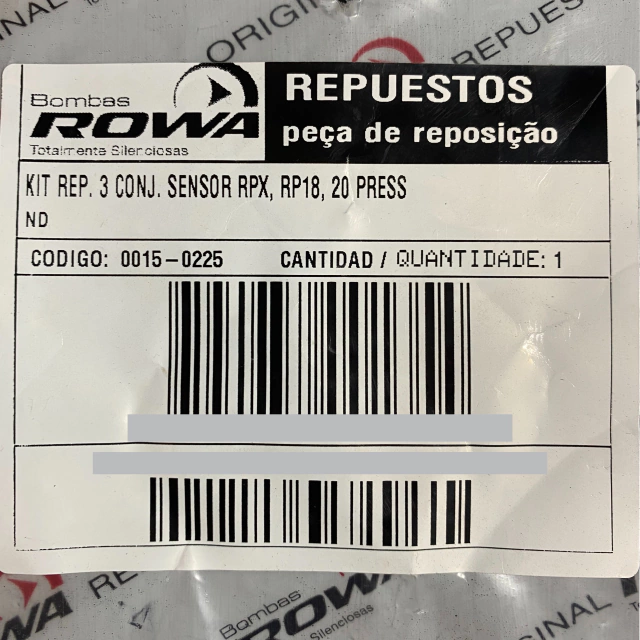 ORIGINAL
REPUES
Bombas
ROWA
Totalmente Silenciosas
REPUESTOS
peça de reposição
KIT REP. 3 CONJ. SENSOR RPX, RP18, 20 PRESS
ND
CODIGO: 0015-0225
CANTIDAD / QUANTIDADE: 1
Bombas
ROWA
Silenciosas
ORIGINAL